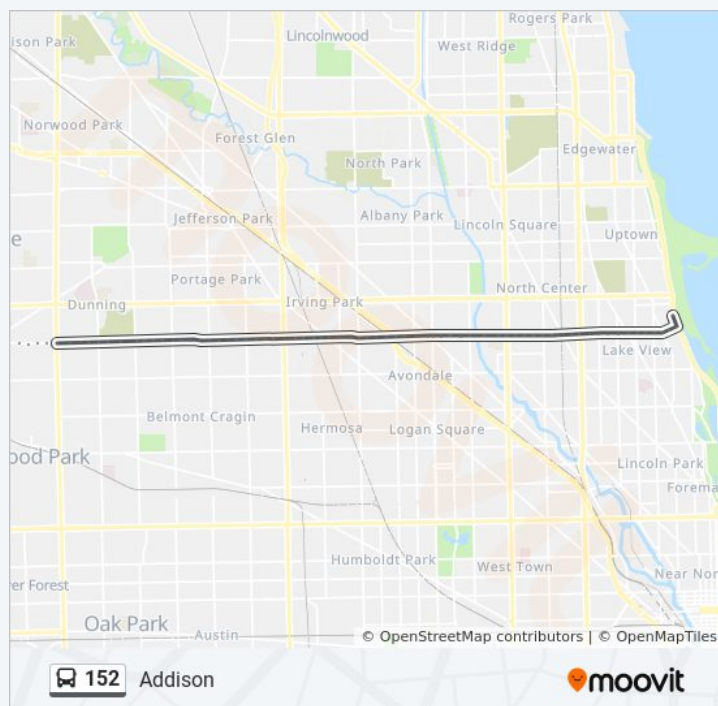 Rogers Park
ison Park
Lincolnwood
West Ridge
Norwood Park
Forest Glen
Edgewater
North Park
Jefferson Park
Albany Park
Lincoln Square
Uptown
e
Portage Park
North Center
Dunning
Irving Park
Lake View
Avondale
Belmont Cragin
Hermosa
Logan Square
ood Park
Lincoln Park
Forema
Humboldt Park
West Town
Near Nor
er Forest
Oak Park
Austin
© OpenStreetMap contributors | © OpenMapTiles
152 Addison
moovit